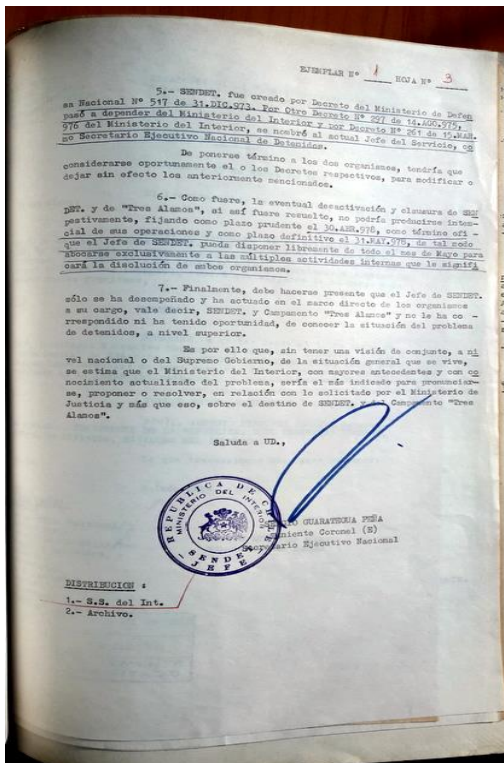 EJEMPLAR Nº 1 HOJA Nº 3
5.- SENDET. fue creado por Decreto del Ministerio de Defen
sa Nacional Nº 517 de 31.DIC.973. Por Otro Decreto Nº 297 de 14.AGO.975,
pasó a depender del Ministerio del Interior y por Decreto Nº 261 de 15.MAR.
976 del Ministerio del Interior, se nombró al actual Jefe del Servicio, co
mo Secretario Ejecutivo Nacional de Detenidos.
De ponerse término a los dos organismos, tendría que
considerarse oportunamente el o los Decretos respectivos, para modificar o
dejar sin efecto los anteriormente mencionados.
6.- Como fuere, la eventual desactivación y clausura de SEN
DET. y de "Tres Alamos", si así fuere resuelto, no podría producirse intem-
pestivamente, fijando como plazo prudente el 30.ABR.978, como término ofi-
cial de sus operaciones y como plazo definitivo el 31.MAY.978, de tal modo
que el Jefe de SENDET. pueda disponer libremente de todo el mes de Mayo para
abocarse exclusivamente a las múltiples actividades internas que le signifi
cará la disolución de ambos organismos.
7.- Finalmente, debe hacerse presente que el Jefe de SENDET.
sólo se ha desempeñado y ha actuado en el marco directo de los organismos
a su cargo, vale decir, SENDET. y Campamento "Tres Alamos" y no le ha co -
rrespondido ni ha tenido oportunidad, de conocer la situación del problema
de detenidos, a nivel superior.
Es por ello que, sin tener una visión de conjunto, a ni
vel nacional o del Supremo Gobierno, de la situación general que se vive,
se estima que el Ministerio del Interior, con mayores antecedentes y con co
nocimiento actualizado del problema, sería el más indicado para pronunciar-
se, proponer o resolver, en relación con lo solicitado por el Ministerio de
Justicia y más que eso, sobre el destino de SENDET. y del Campamento "Tres
Alamos".
Saluda a UD.,
REPUBLICA DE CHILE
MINISTERIO DEL INTERIOR
SENDET
- JEFE -
GUARATEGUA PEÑA
Teniente Coronel (E)
Secretario Ejecutivo Nacional
DISTRIBUCION :
1.- S.S. del Int.
2.- Archivo.